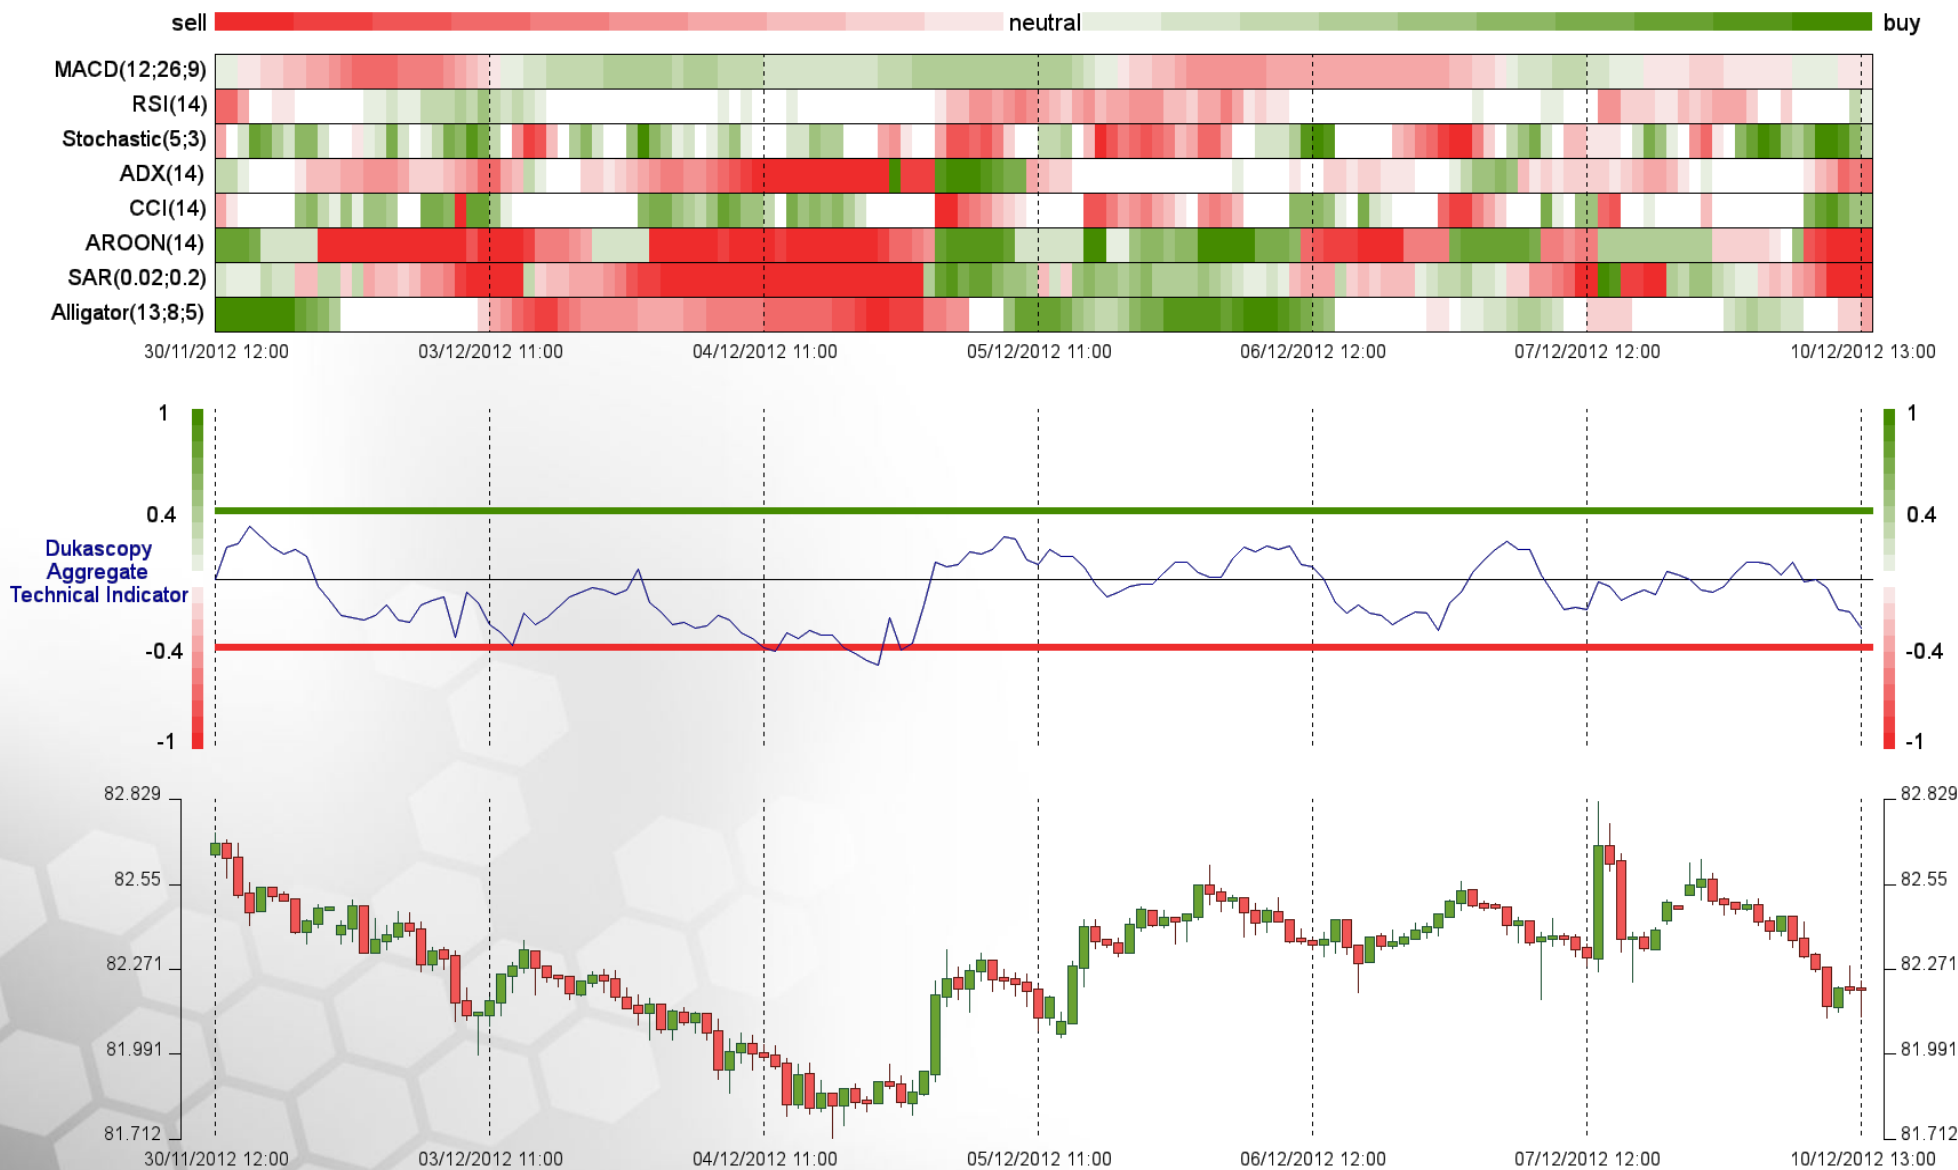 sell neutral buy
MACD(12;26;9)
RSI(14)
Stochastic(5;3)
ADX(14)
CCI(14)
AROON(14)
SAR(0.02;0.2)
Alligator(13;8;5)
30/11/2012 12:00 03/12/2012 11:00 04/12/2012 11:00 05/12/2012 11:00 06/12/2012 12:00 07/12/2012 12:00 10/12/2012 13:00
1 1
0.4 0.4
Dukascopy
Aggregate
Technical Indicator
-0.4 -0.4
-1 -1
82.829 82.829
82.55 82.55
82.271 82.271
81.991 81.991
81.712 81.712
30/11/2012 12:00 03/12/2012 11:00 04/12/2012 11:00 05/12/2012 11:00 06/12/2012 12:00 07/12/2012 12:00 10/12/2012 13:00